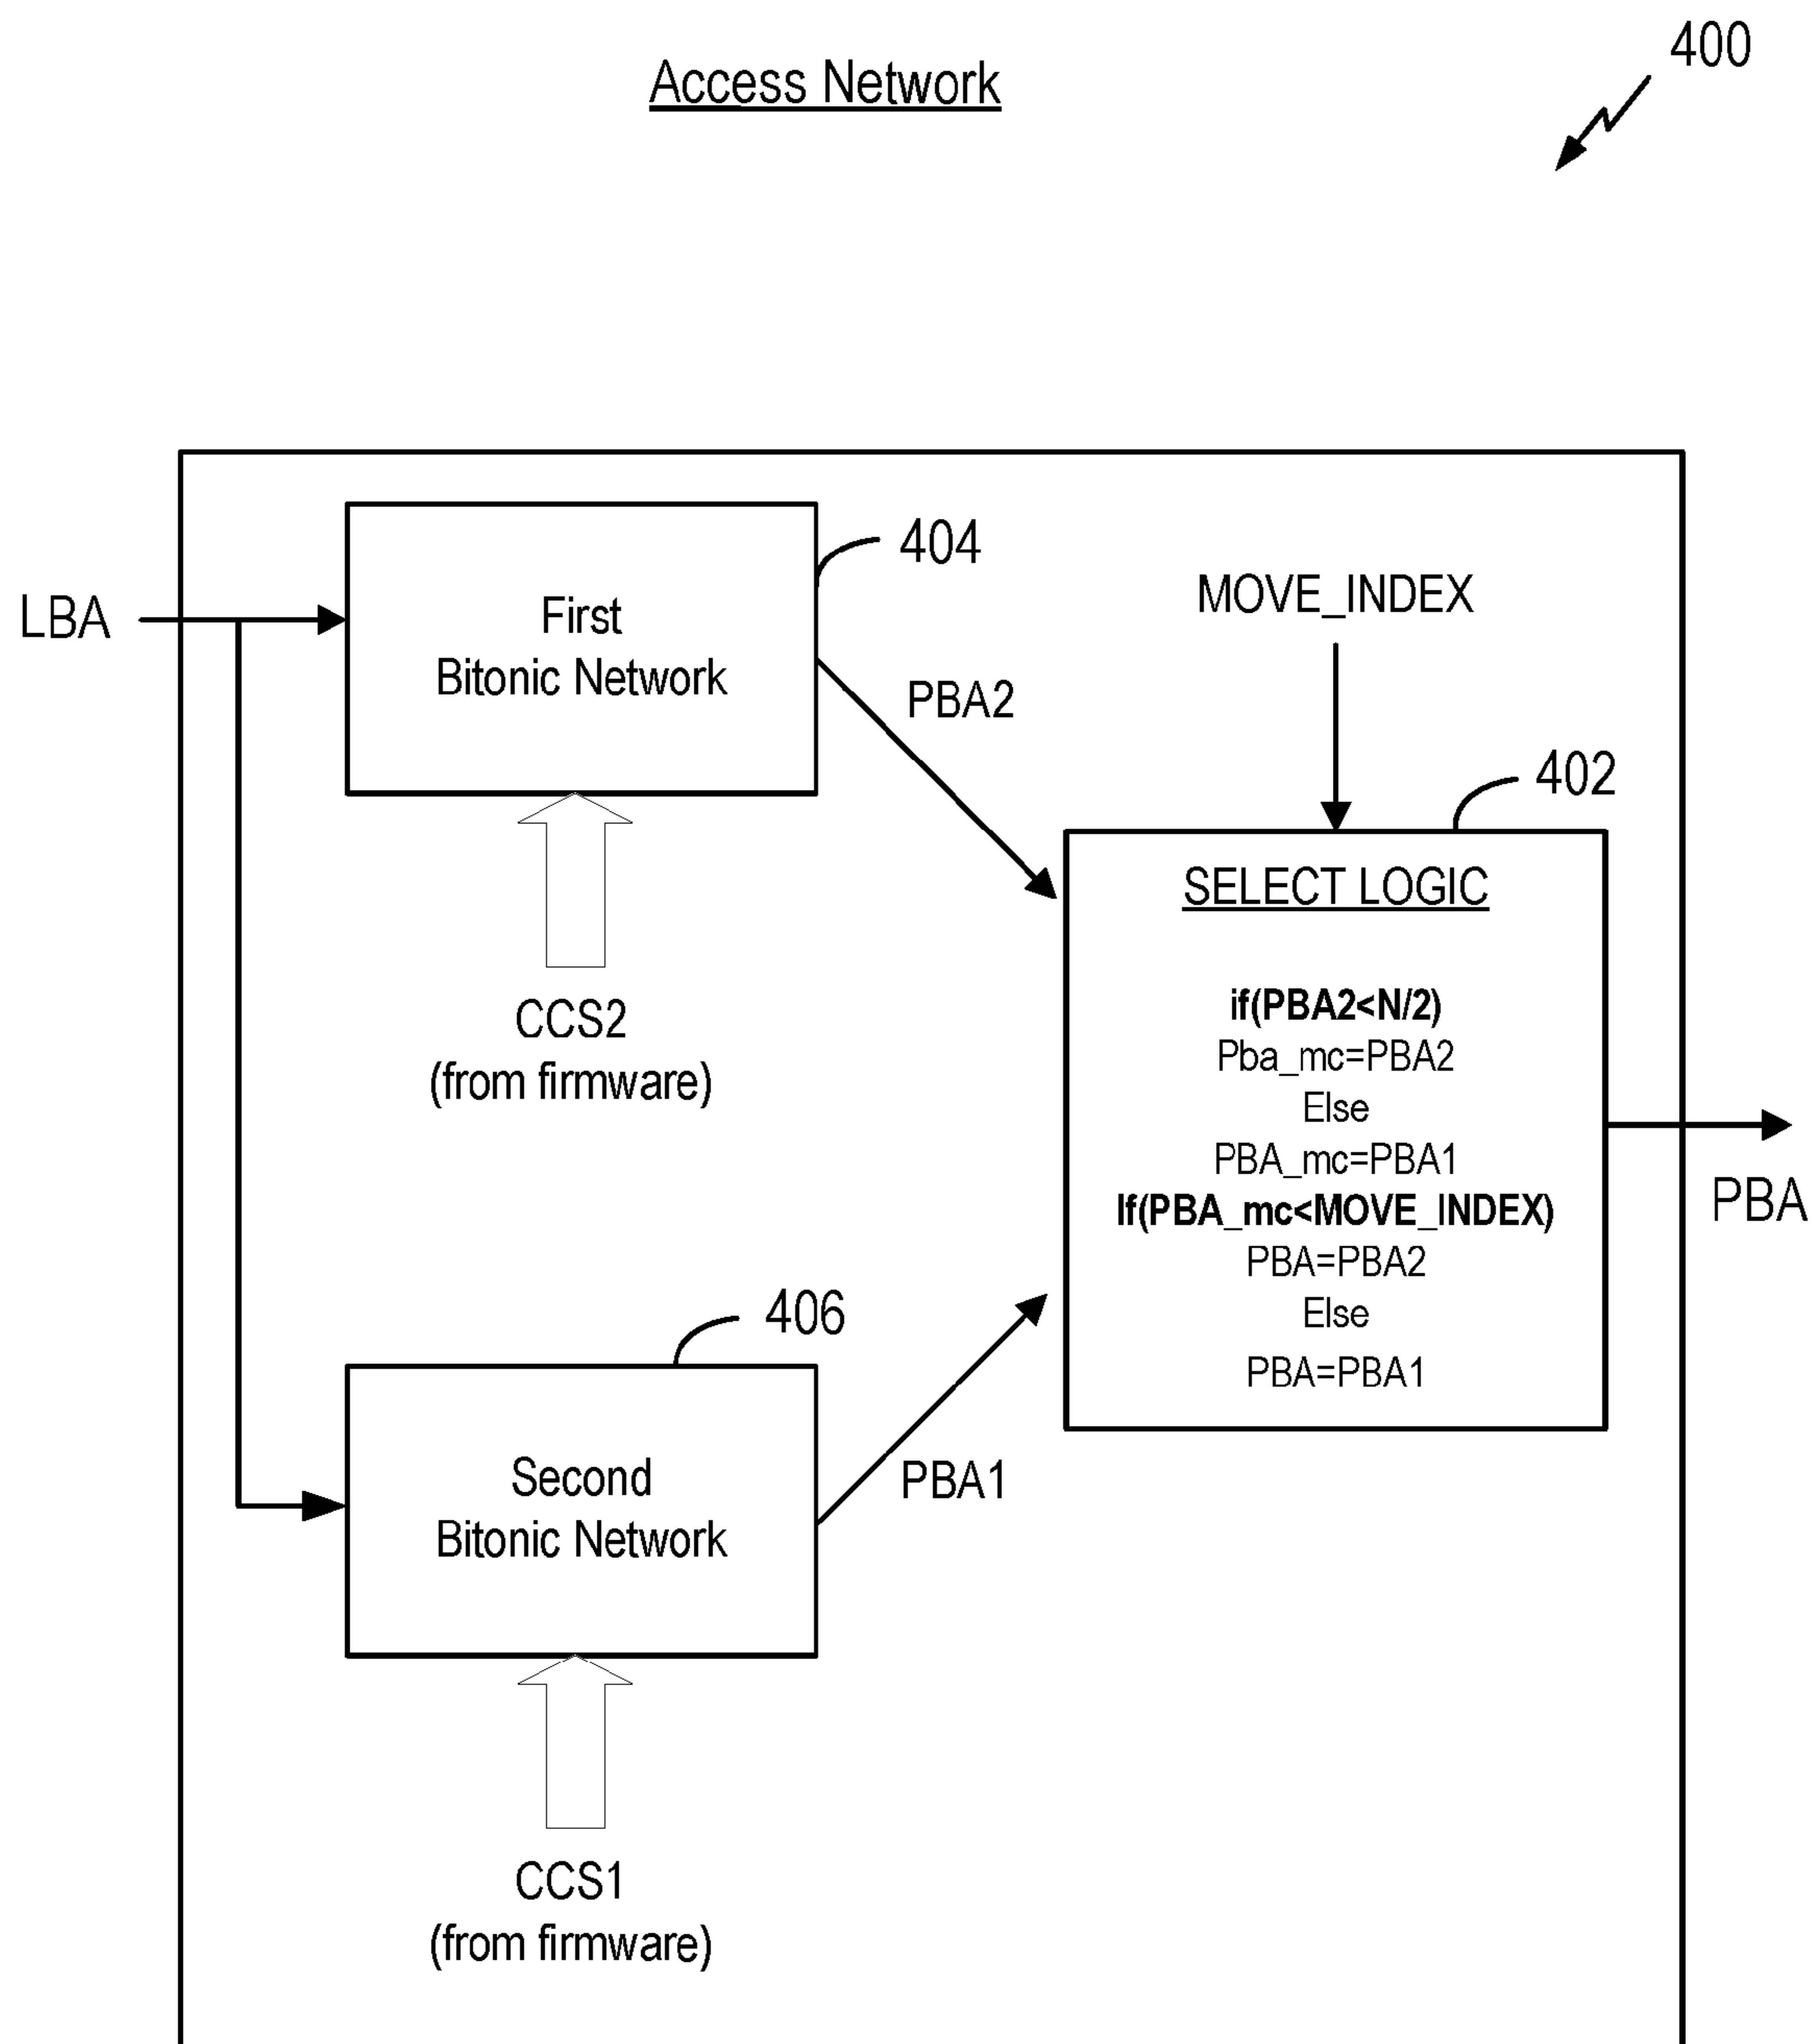 Access Network
400
LBA
First
Bitonic Network
404
PBA2
CCS2
(from firmware)
MOVE_INDEX
402
SELECT LOGIC
if(PBA2<N/2)
Pba_mc=PBA2
Else
PBA_mc=PBA1
If(PBA_mc<MOVE_INDEX)
PBA=PBA2
Else
PBA=PBA1
PBA
406
Second
Bitonic Network
PBA1
CCS1
(from firmware)